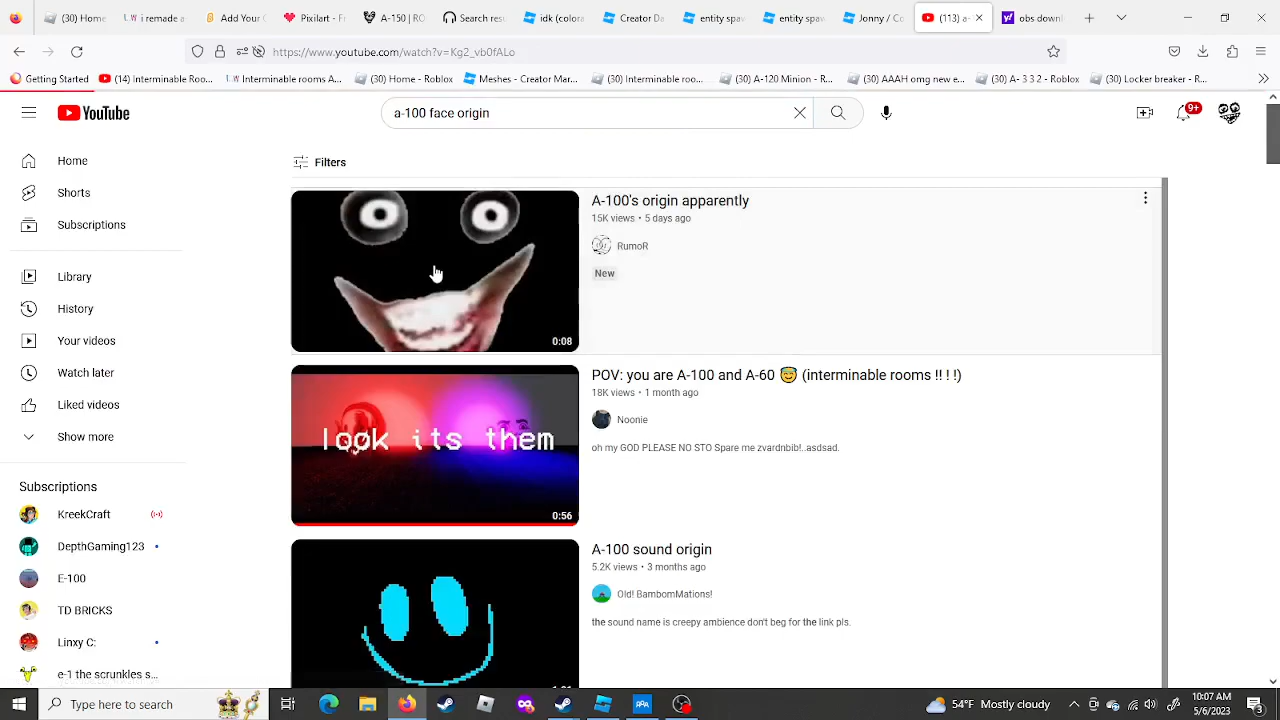 (30) Home
I remade a
Add Your C
Pixilart -
A-150 | RO
Search res
idk (colora
Creator Da
entity spaw
entity spaw
Jonny / Co
(113) a-
obs downl
https://www.youtube.com/watch?v=Kg2_vb0fALo
Getting Started
(14) Interminable Roo...
Interminable rooms A...
(30) Home - Roblox
Meshes - Creator Mar...
(30) Interminable roo...
(30) A-120 Minion - R...
(30) AAAH omg new e...
(30) A- 3 3 2 - Roblox
(30) Locker breaker - R...
YouTube
a-100 face origin
9+
Home
Shorts
Subscriptions
Library
History
Your videos
Watch later
Liked videos
Show more
Subscriptions
KreekCraft
DepthGaming123
E-100
TD BRICKS
Linxy C:
e-1 the scrunkles s...
Filters
0:08
A-100's origin apparently
15K views • 5 days ago
RumoR
New
look its them
0:56
POV: you are A-100 and A-60 😇 (interminable rooms !! ! !)
18K views • 1 month ago
Noonie
oh my GOD PLEASE NO STO Spare me zvardnbib!..asdsad.
A-100 sound origin
5.2K views • 3 months ago
Old! BambomMations!
the sound name is creepy ambience don't beg for the link pls.
Type here to search
54°F Mostly cloudy
10:07 AM
5/6/2023